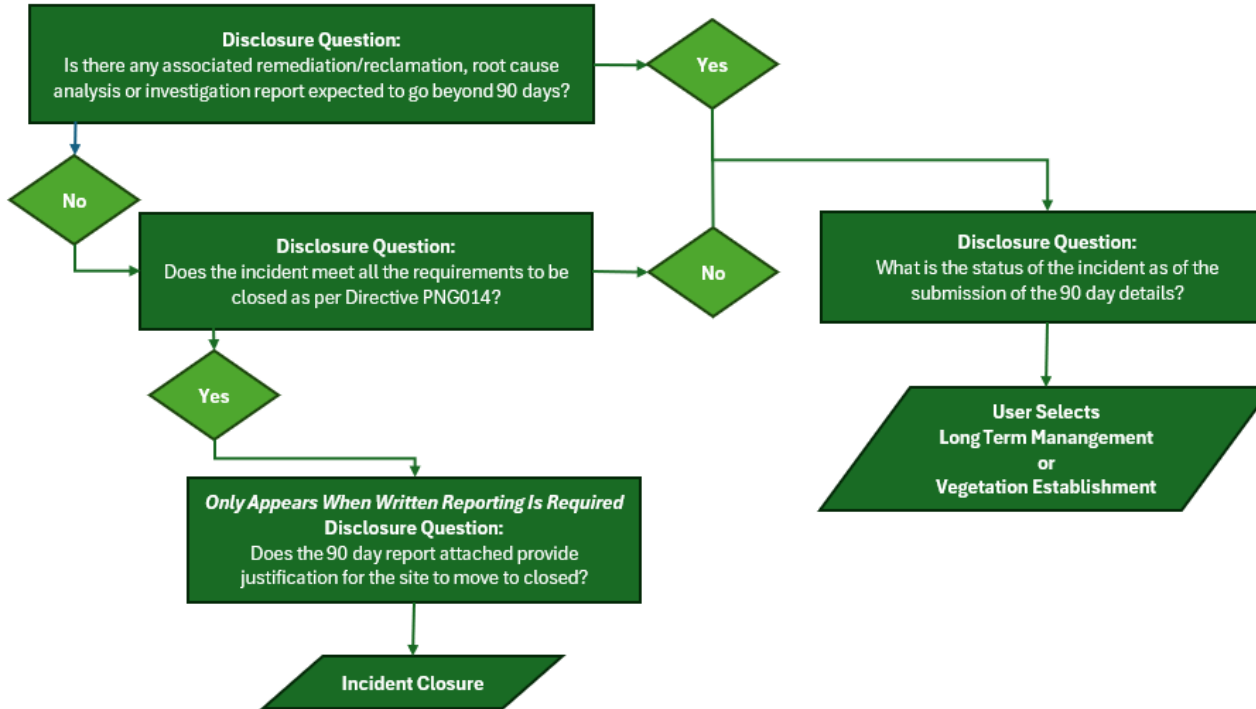 Disclosure Question:
Is there any associated remediation/reclamation, root cause
analysis or investigation report expected to go beyond 90 days?
Yes
No
Disclosure Question:
Does the incident meet all the requirements to be
closed as per Directive PNG014?
No
Disclosure Question:
What is the status of the incident as of the
submission of the 90 day details?
Yes
User Selects
Long Term Manangement
or
Vegetation Establishment
Only Appears When Written Reporting Is Required
Disclosure Question:
Does the 90 day report attached provide
justification for the site to move to closed?
Incident Closure